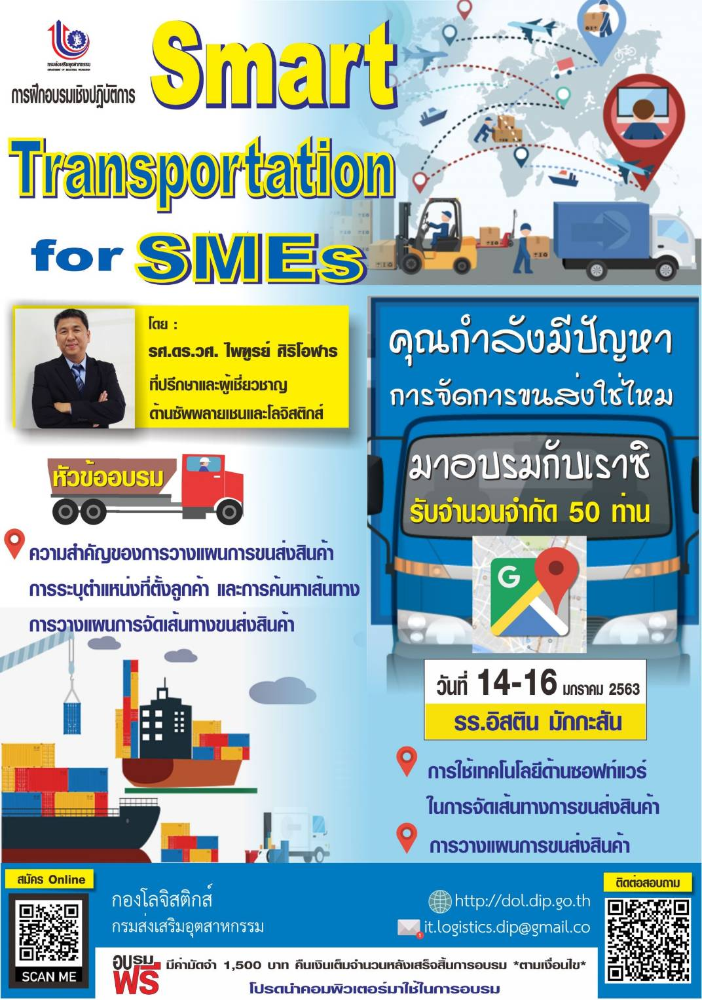 กรมส่งเสริมอุตสาหกรรม
DEPARTMENT OF INDUSTRIAL PROMOTION
การฝึกอบรมเชิงปฏิบัติการ
Smart
Transportation
for SMEs
โดย :
รศ.ดร.วศ. ไพฑูรย์ ศิริโอฬาร
ที่ปรึกษาและผู้เชี่ยวชาญ
ด้านซัพพลายเชนและโลจิสติกส์
คุณกำลังมีปัญหา
การจัดการขนส่งใช่ไหม
มาอบรมกับเราซิ
รับจำนวนจำกัด 50 ท่าน
G
หัวข้ออบรม
ความสำคัญของการวางแผนการขนส่งสินค้า
การระบุตำแหน่งที่ตั้งลูกค้า และการค้นหาเส้นทาง
การวางแผนการจัดเส้นทางขนส่งสินค้า
วันที่ 14-16 มกราคม 2563
รร.อิสติน มักกะสัน
การใช้เทคโนโลยีด้านซอฟท์แวร์
ในการจัดเส้นทางการขนส่งสินค้า
การวางแผนการขนส่งสินค้า
สมัคร Online
SCAN ME
กองโลจิสติกส์
กรมส่งเสริมอุตสาหกรรม
http://dol.dip.go.th
1
it.logistics.dip@gmail.co
ติดต่อสอบถาม
อบรม
ฟรี
มีค่ามัดจำ 1,500 บาท คืนเงินเต็มจำนวนหลังเสร็จสิ้นการอบรม *ตามเงื่อนไข*
โปรดนำคอมพิวเตอร์มาใช้ในการอบรม